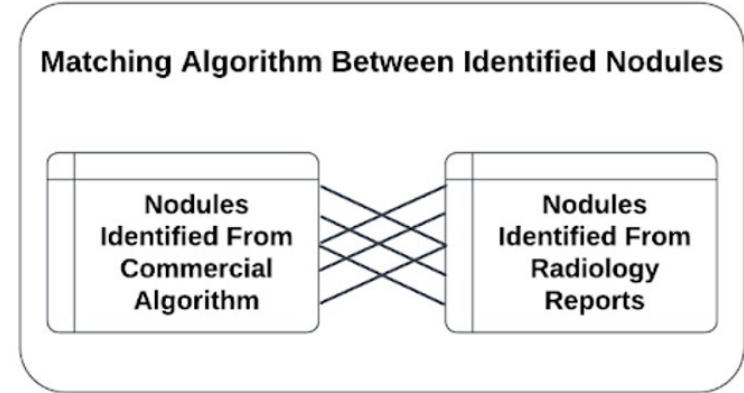 Matching Algorithm Between Identified Nodules
Nodules
Identified From
Commercial
Algorithm
Nodules
Identified From
Radiology
Reports